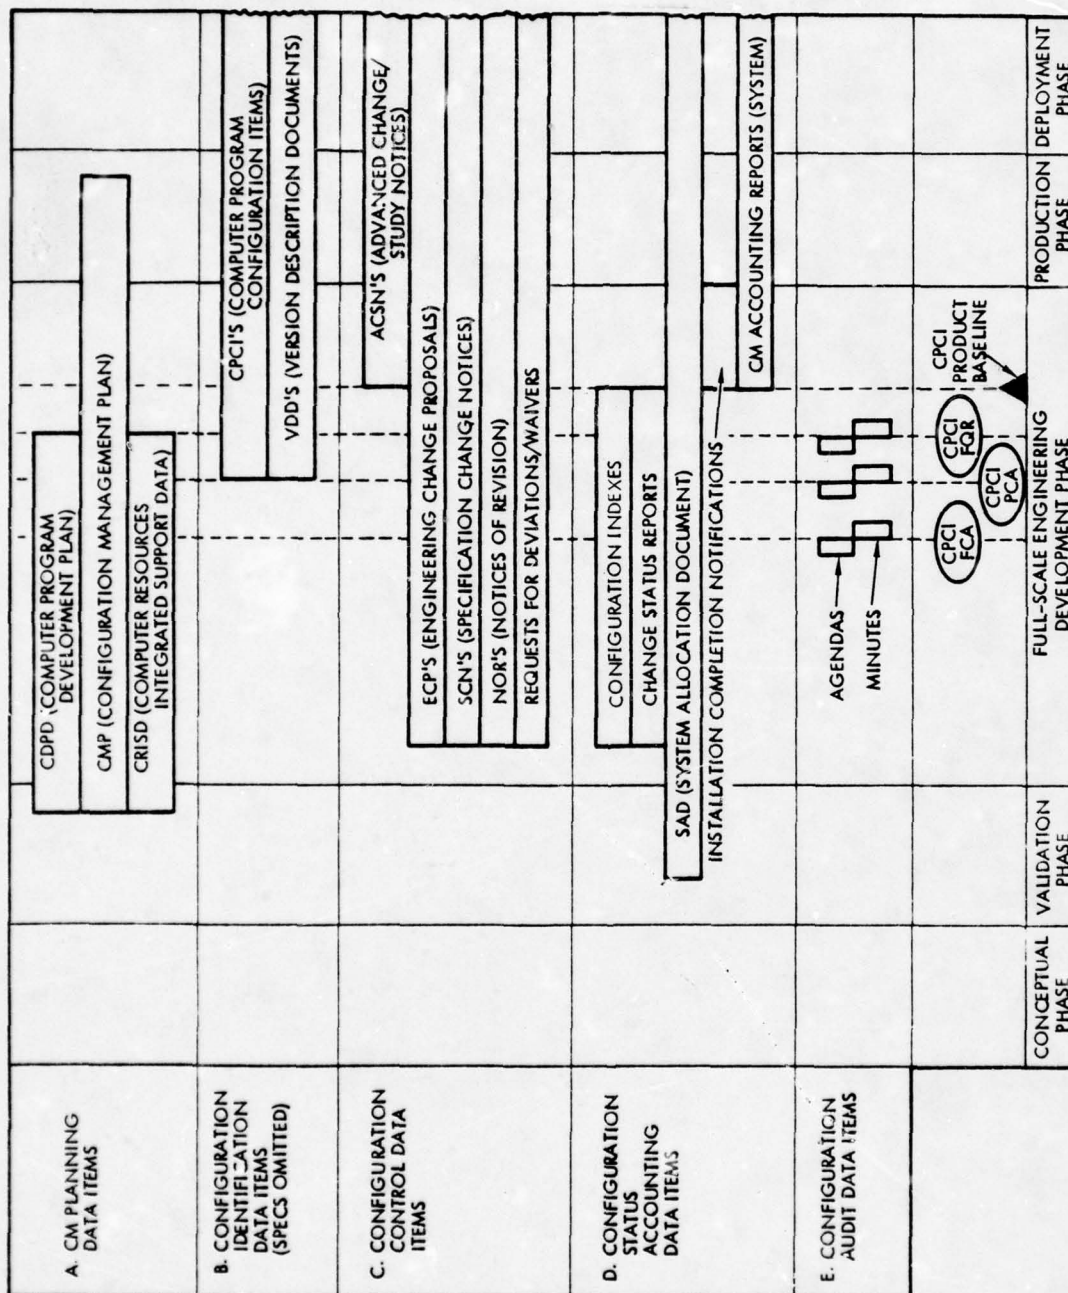 A. CM PLANNING
DATA ITEMS
CDPD (COMPUTER PROGRAM
DEVELOPMENT PLAN)
CMP (CONFIGURATION MANAGEMENT PLAN)
CRISD (COMPUTER RESOURCES
INTEGRATED SUPPORT DATA)
B. CONFIGURATION
IDENTIFICATION
DATA ITEMS
(SPECS OMITTED)
CPCI'S (COMPUTER PROGRAM
CONFIGURATION ITEMS)
VDD'S (VERSION DESCRIPTION DOCUMENTS)
C. CONFIGURATION
CONTROL DATA
ITEMS
ACSN'S (ADVANCED CHANGE/
STUDY NOTICES)
ECP'S (ENGINEERING CHANGE PROPOSALS)
SCN'S (SPECIFICATION CHANGE NOTICES)
NOR'S (NOTICES OF REVISION)
REQUESTS FOR DEVIATIONS/WAIVERS
D. CONFIGURATION
STATUS
ACCOUNTING
DATA ITEMS
CONFIGURATION INDEXES
CHANGE STATUS REPORTS
SAD (SYSTEM ALLOCATION DOCUMENT)
INSTALLATION COMPLETION NOTIFICATIONS
CM ACCOUNTING REPORTS (SYSTEM)
E. CONFIGURATION
AUDIT DATA ITEMS
AGENDAS
MINUTES
CPCI
FCA
CPCI
PCA
CPCI
FQR
CPCI
PRODUCT
BASELINE
CONCEPTUAL
PHASE
VALIDATION
PHASE
FULL-SCALE ENGINEERING
DEVELOPMENT PHASE
PRODUCTION
PHASE
DEPLOYMENT
PHASE